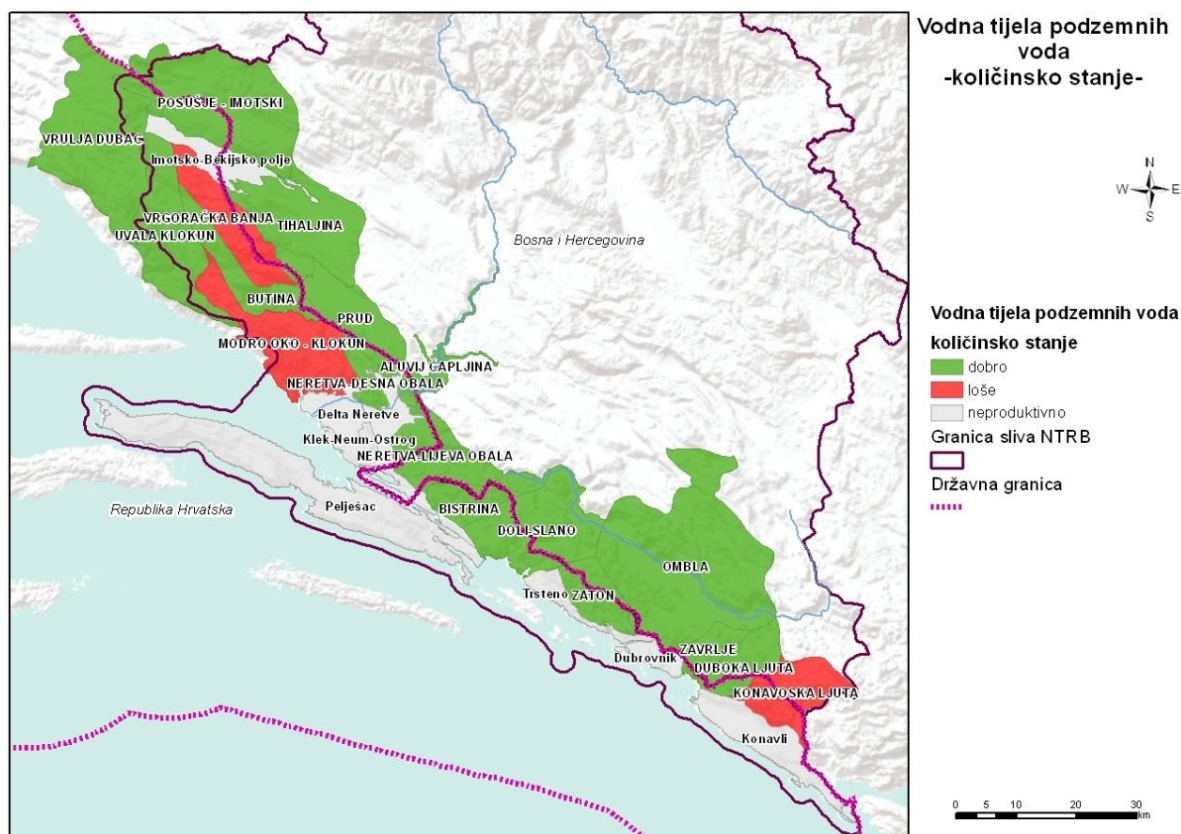 Vodna tijela podzemnih
voda
-količinsko stanje-
N
W E
S
POSUŠJE - IMOTSKI
VRULJA DUBAC
Imotsko-Bekijsko polje
VRGORAČKA BANJA
TIHALJINA
UVALA KLOKUN
Bosna i Hercegovina
BUTINA
PRUD
MODRO OKO - KLOKUN
ALUVIJ ČAPLJINA
NERETVA-DESNA OBALA
Delta Neretve
Klek-Neum-Ostrog
NERETVA-LIJEVA OBALA
Pelješac
BISTRINA
Republika Hrvatska
DOLI-SLANO
OMBLA
Trsteno
ZATON
ZAVRLJE
Dubrovnik
DUBOKA LJUTA
KONAVOSKA LJUTA
Konavli
Vodna tijela podzemnih voda
količinsko stanje
dobro
loše
neproduktivno
Granica sliva NTRB
Državna granica
0 5 10 20 30
km